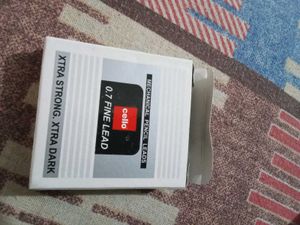 MECHANICAL PENCIL LEADS
cello
0.7 FINE LEAD
XTRA STRONG. XTRA DARK